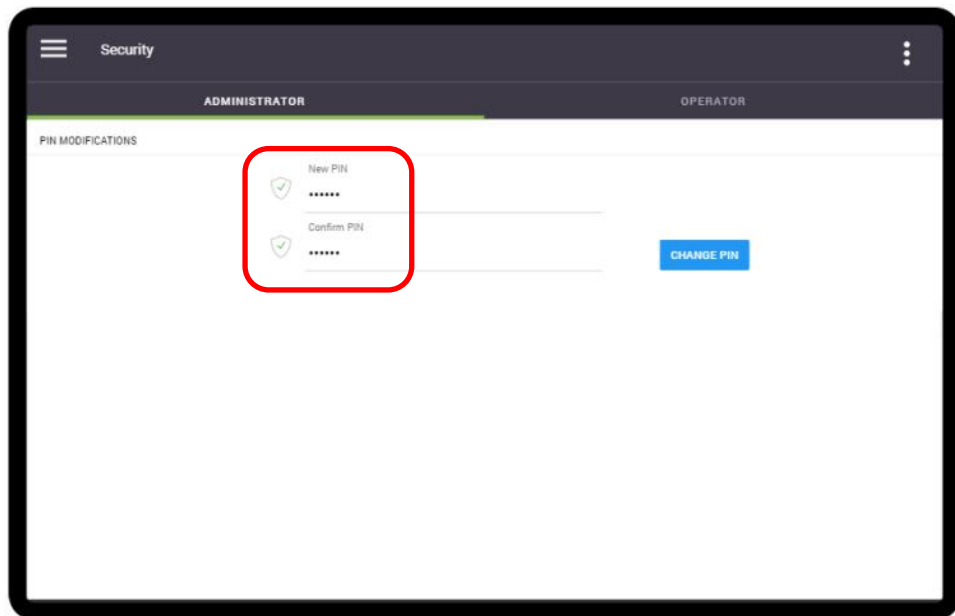 Security
ADMINISTRATOR
OPERATOR
PIN MODIFICATIONS
New PIN
••••••
Confirm PIN
••••••
CHANGE PIN